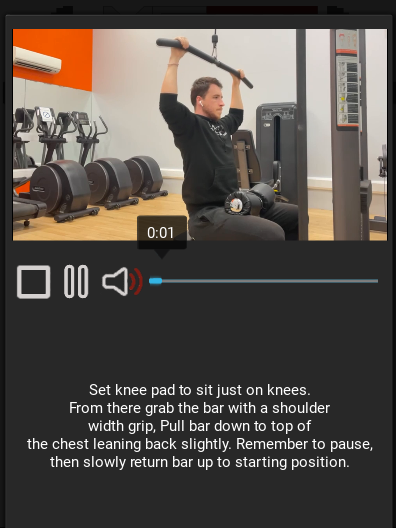 0:01
Set knee pad to sit just on knees.
From there grab the bar with a shoulder
width grip, Pull bar down to top of
the chest leaning back slightly. Remember to pause,
then slowly return bar up to starting position.